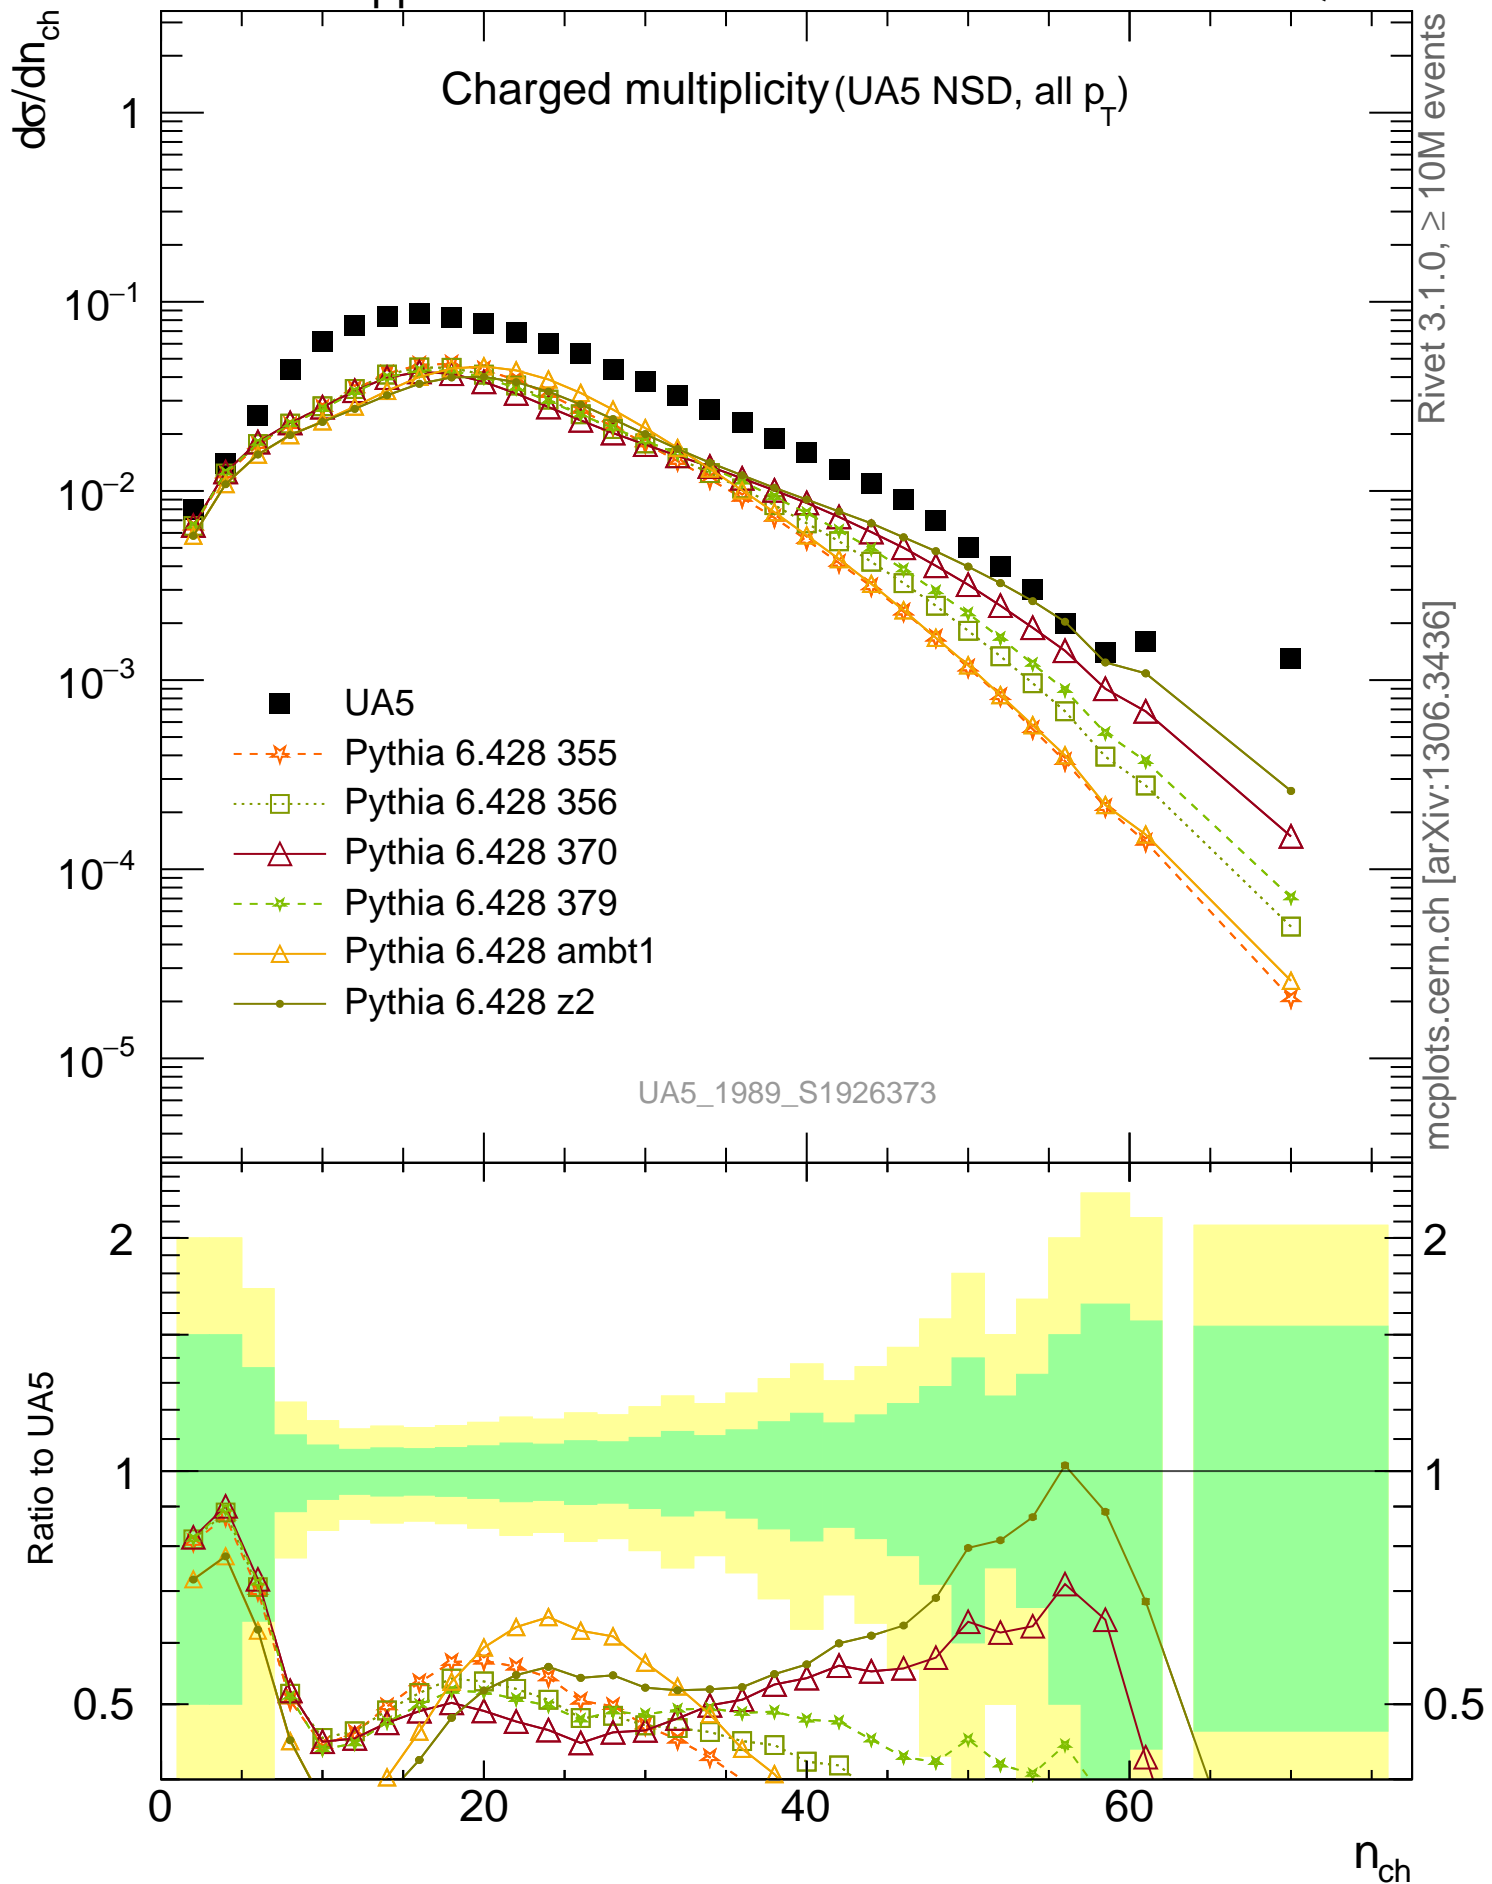 dσ/dn_ch
Charged multiplicity (UA5 NSD, all p_T)
1
10^−1
10^−2
10^−3
10^−4
10^−5
UA5
Pythia 6.428 355
Pythia 6.428 356
Pythia 6.428 370
Pythia 6.428 379
Pythia 6.428 ambt1
Pythia 6.428 z2
UA5_1989_S1926373
Rivet 3.1.0, ≥ 10M events
mcplots.cern.ch [arXiv:1306.3436]
Ratio to UA5
2
1
0.5
2
1
0.5
0 20 40 60
n_ch